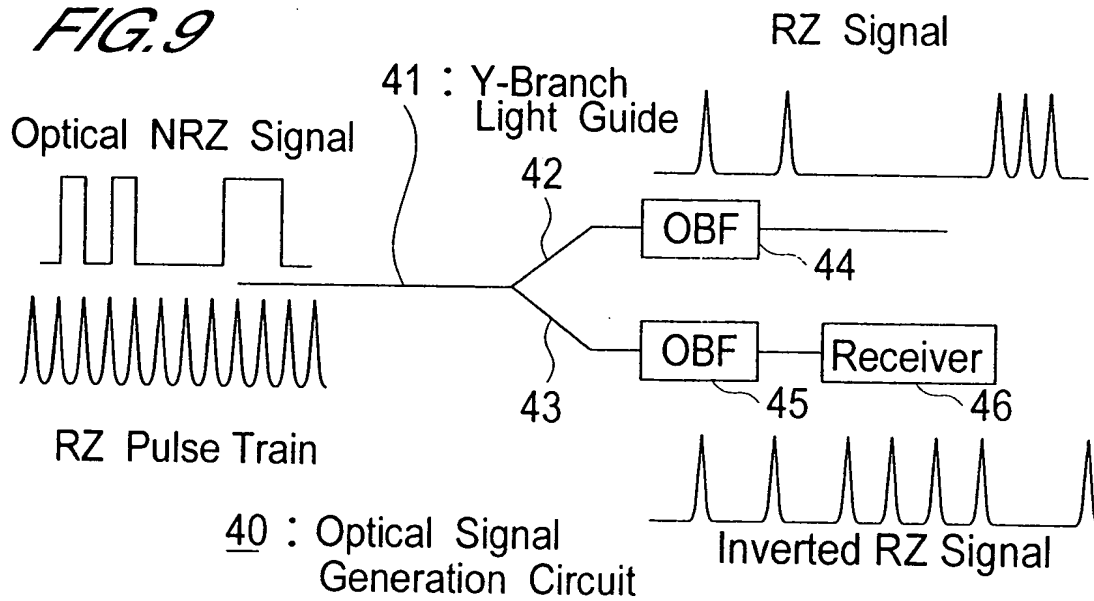 FIG.9
RZ Signal
41 : Y-Branch
Light Guide
Optical NRZ Signal
42
OBF
44
43
OBF
Receiver
45
46
RZ Pulse Train
40 : Optical Signal
Generation Circuit
Inverted RZ Signal